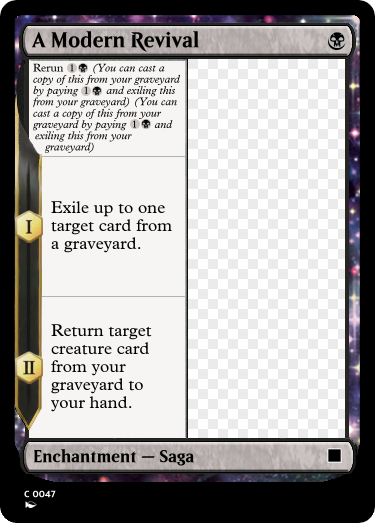 A Modern Revival
Rerun 1 (You can cast a
copy of this from your graveyard
by paying 1 and exiling this
from your graveyard) (You can
cast a copy of this from your
graveyard by paying 1 and
exiling this from your
graveyard)
I
Exile up to one
target card from
a graveyard.
II
Return target
creature card
from your
graveyard to
your hand.
Enchantment — Saga
C 0047